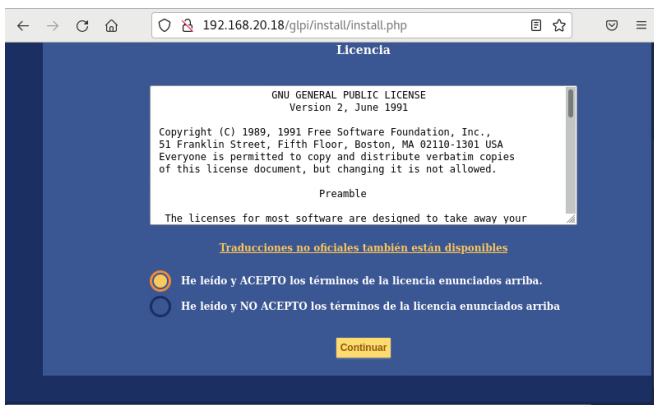 192.168.20.18/glpi/install/install.php
Licencia
GNU GENERAL PUBLIC LICENSE
Version 2, June 1991
Copyright (C) 1989, 1991 Free Software Foundation, Inc.,
51 Franklin Street, Fifth Floor, Boston, MA 02110-1301 USA
Everyone is permitted to copy and distribute verbatim copies
of this license document, but changing it is not allowed.
Preamble
The licenses for most software are designed to take away your
Traducciones no oficiales también están disponibles
He leído y ACEPTO los términos de la licencia enunciados arriba.
He leído y NO ACEPTO los términos de la licencia enunciados arriba
Continuar